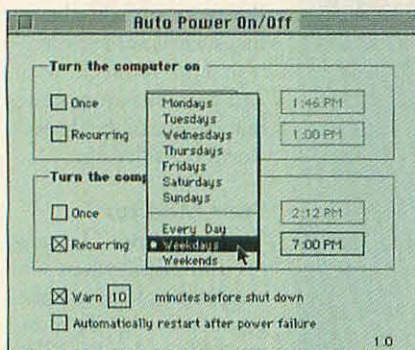 Auto Power On/Off
Turn the computer on
Once
1:46 PM
Recurring
1:00 PM
Mondays
Tuesdays
Wednesdays
Thursdays
Fridays
Saturdays
Sundays
Every Day
Weekdays
Weekends
Turn the comp
Once
2:12 PM
Recurring
7:00 PM
Warn 10 minutes before shut down
Automatically restart after power failure
1.0